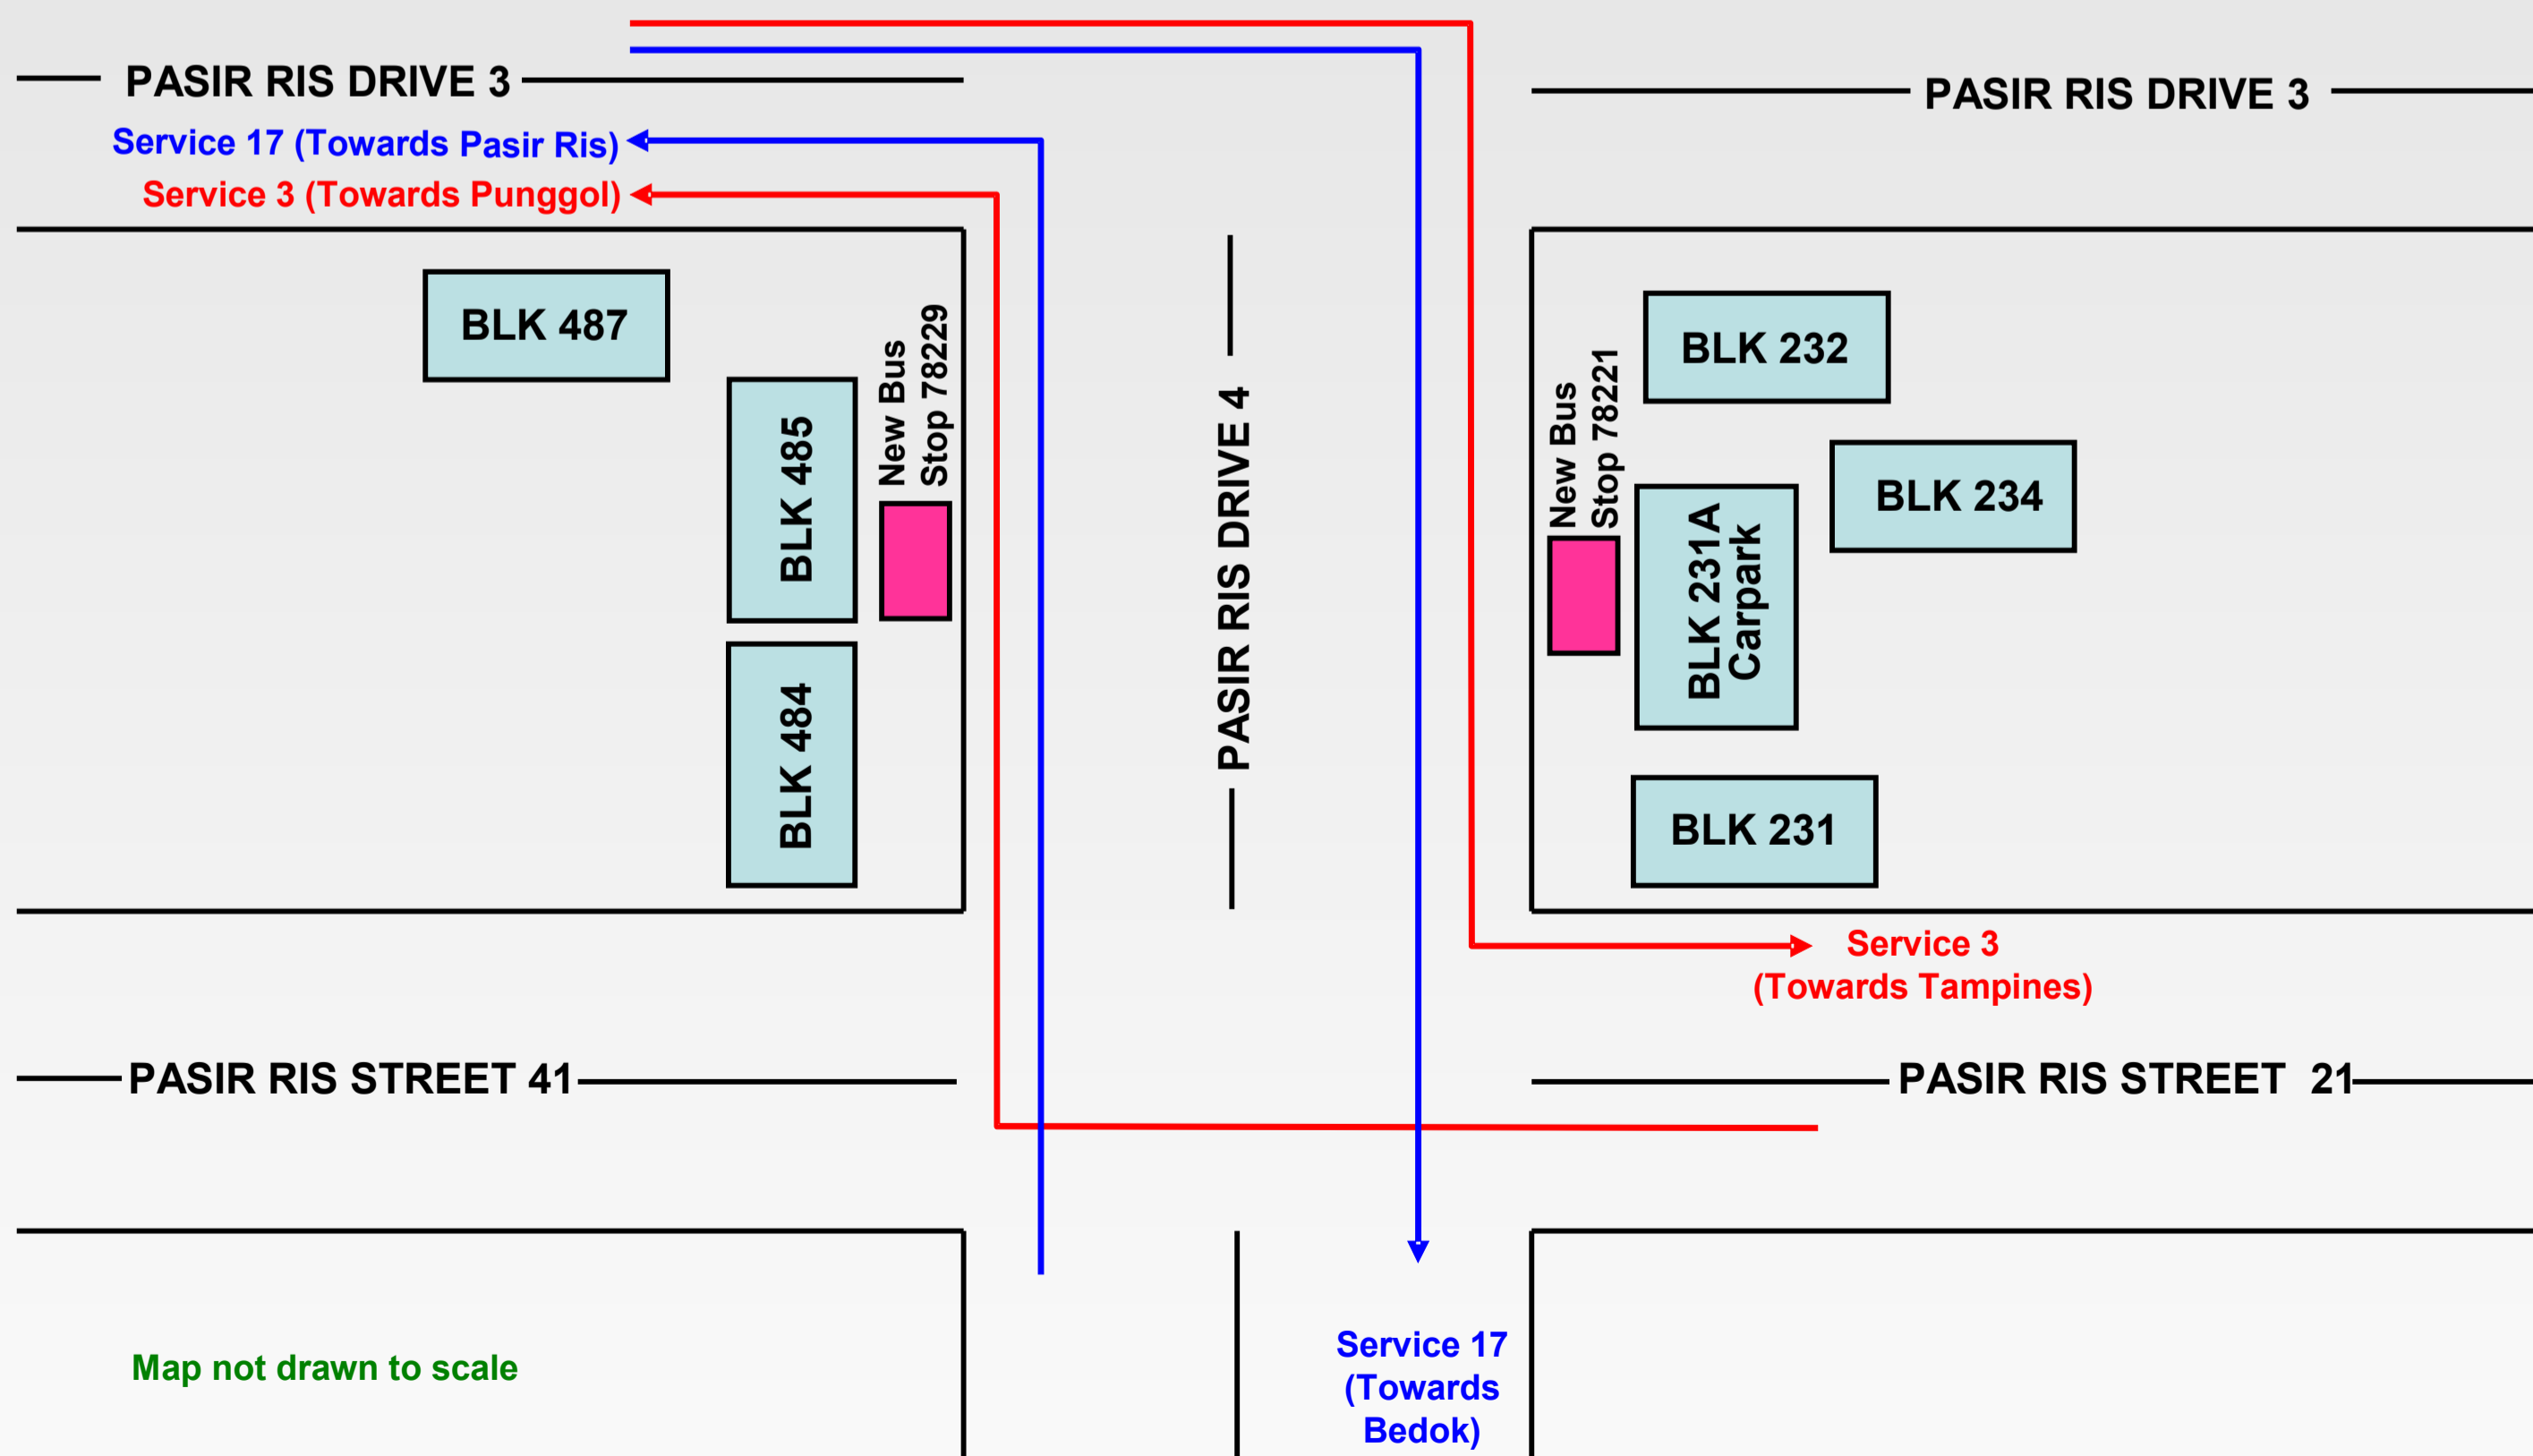 PASIR RIS DRIVE 3
PASIR RIS DRIVE 3
Service 17 (Towards Pasir Ris)
Service 3 (Towards Punggol)
BLK 487
BLK 485
New Bus
Stop 78229
BLK 484
PASIR RIS DRIVE 4
New Bus
Stop 78221
BLK 232
BLK 234
BLK 231A
Carpark
BLK 231
Service 3
(Towards Tampines)
PASIR RIS STREET 41
PASIR RIS STREET 21
Map not drawn to scale
Service 17
(Towards
Bedok)